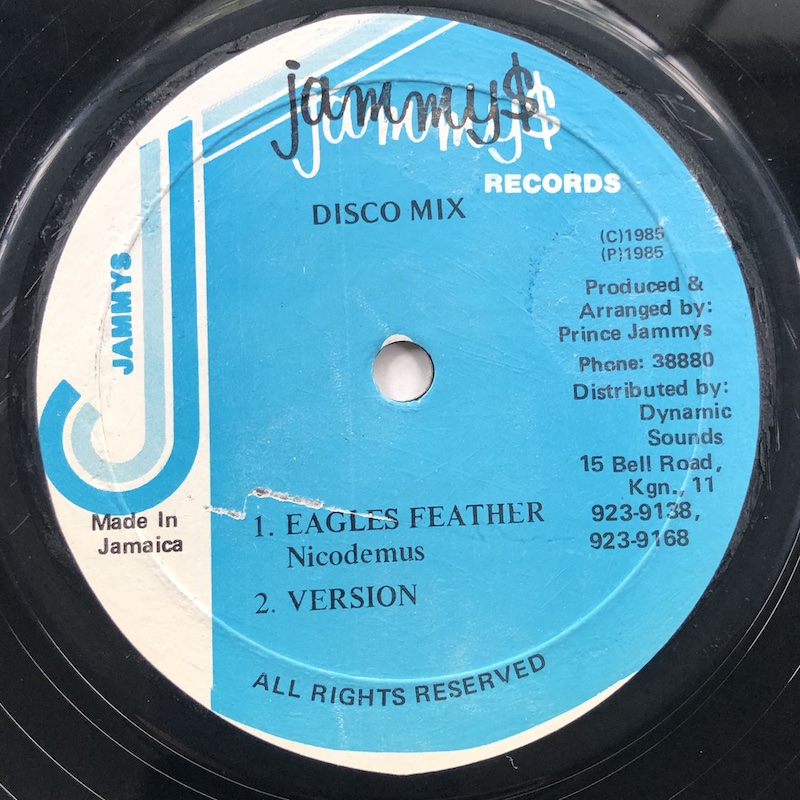 jammy$
RECORDS
DISCO MIX
(C)1985
(P)1985
Produced &
Arranged by:
Prince Jammys
Phone: 38880
Distributed by:
Dynamic
Sounds
15 Bell Road,
Kgn., 11
923-9138,
923-9168
JAMMYS
Made In
Jamaica
1. EAGLES FEATHER
Nicodemus
2. VERSION
ALL RIGHTS RESERVED